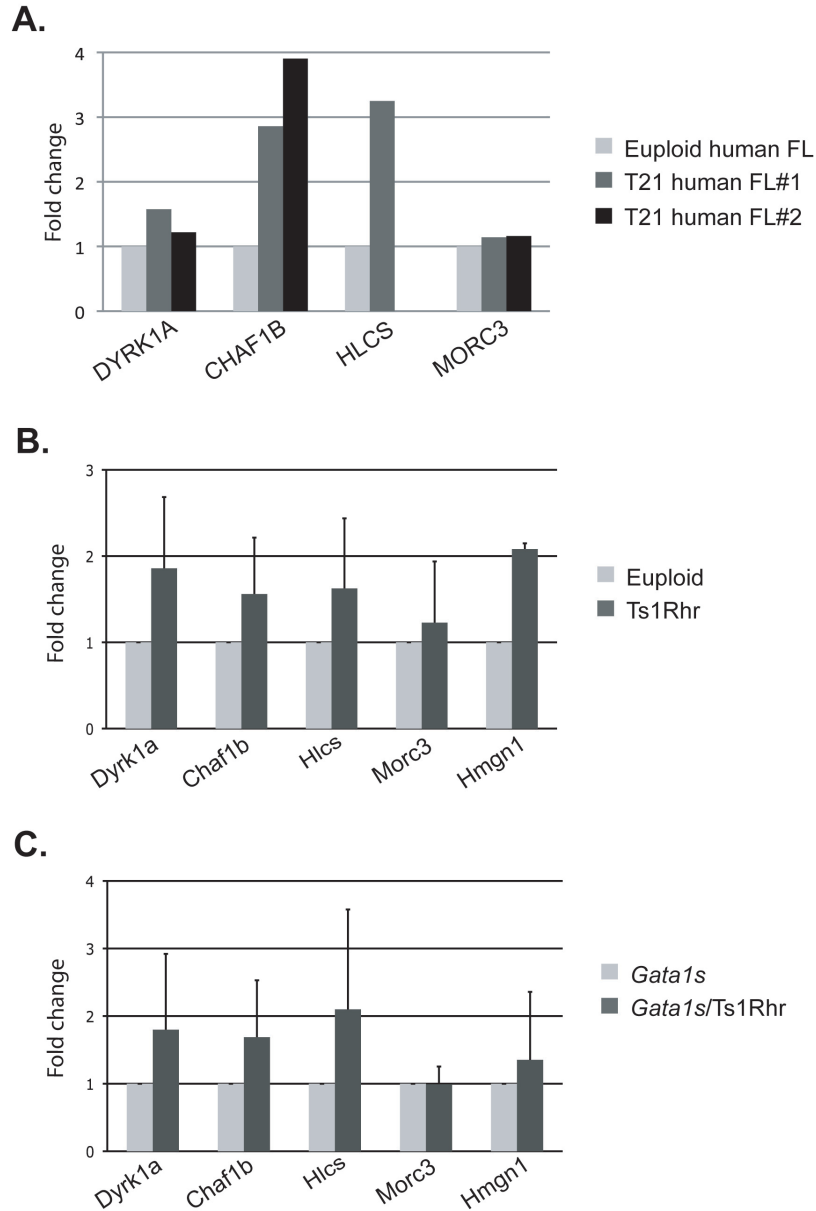 A.
Fold change
4
3
2
1
0
DYRK1A
CHAF1B
HLCS
MORC3
Euploid human FL
T21 human FL#1
T21 human FL#2
B.
Fold change
3
2
1
0
Dyrk1a
Chaf1b
Hlcs
Morc3
Hmgn1
Euploid
Ts1Rhr
C.
Fold change
4
3
2
1
0
Dyrk1a
Chaf1b
Hlcs
Morc3
Hmgn1
Gata1s
Gata1s/Ts1Rhr